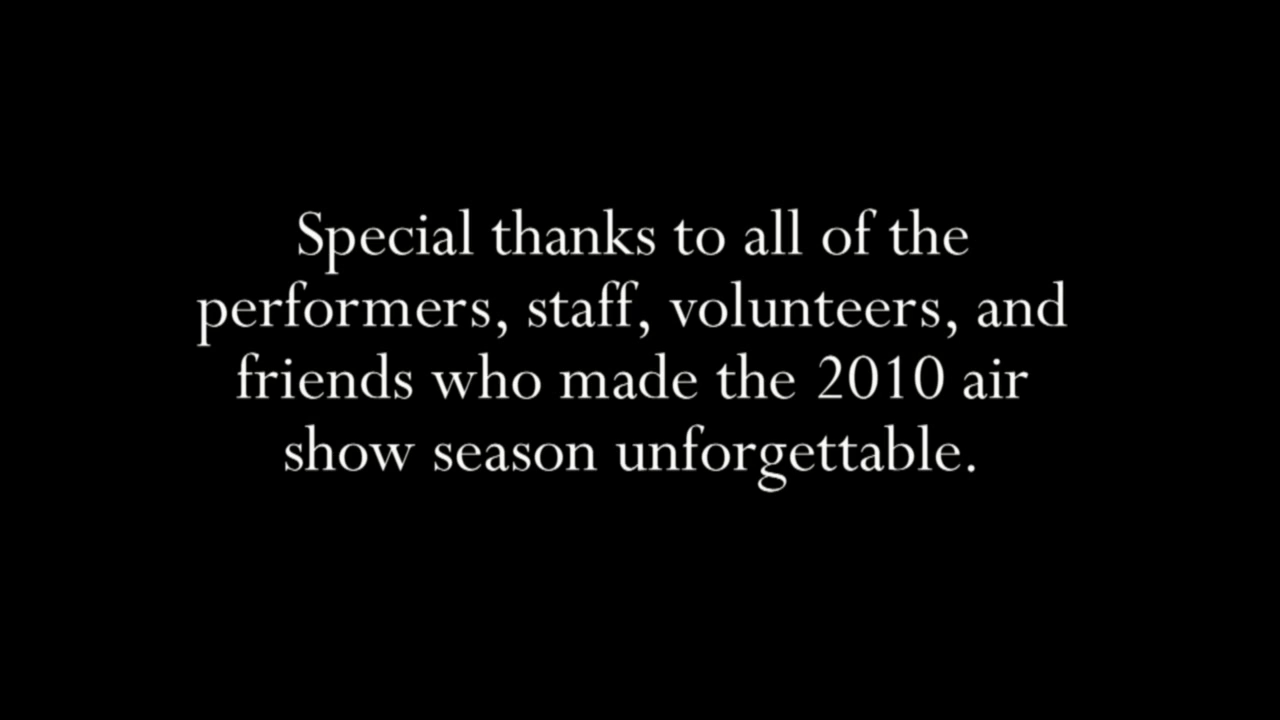 Special thanks to all of the
performers, staff, volunteers, and
friends who made the 2010 air
show season unforgettable.